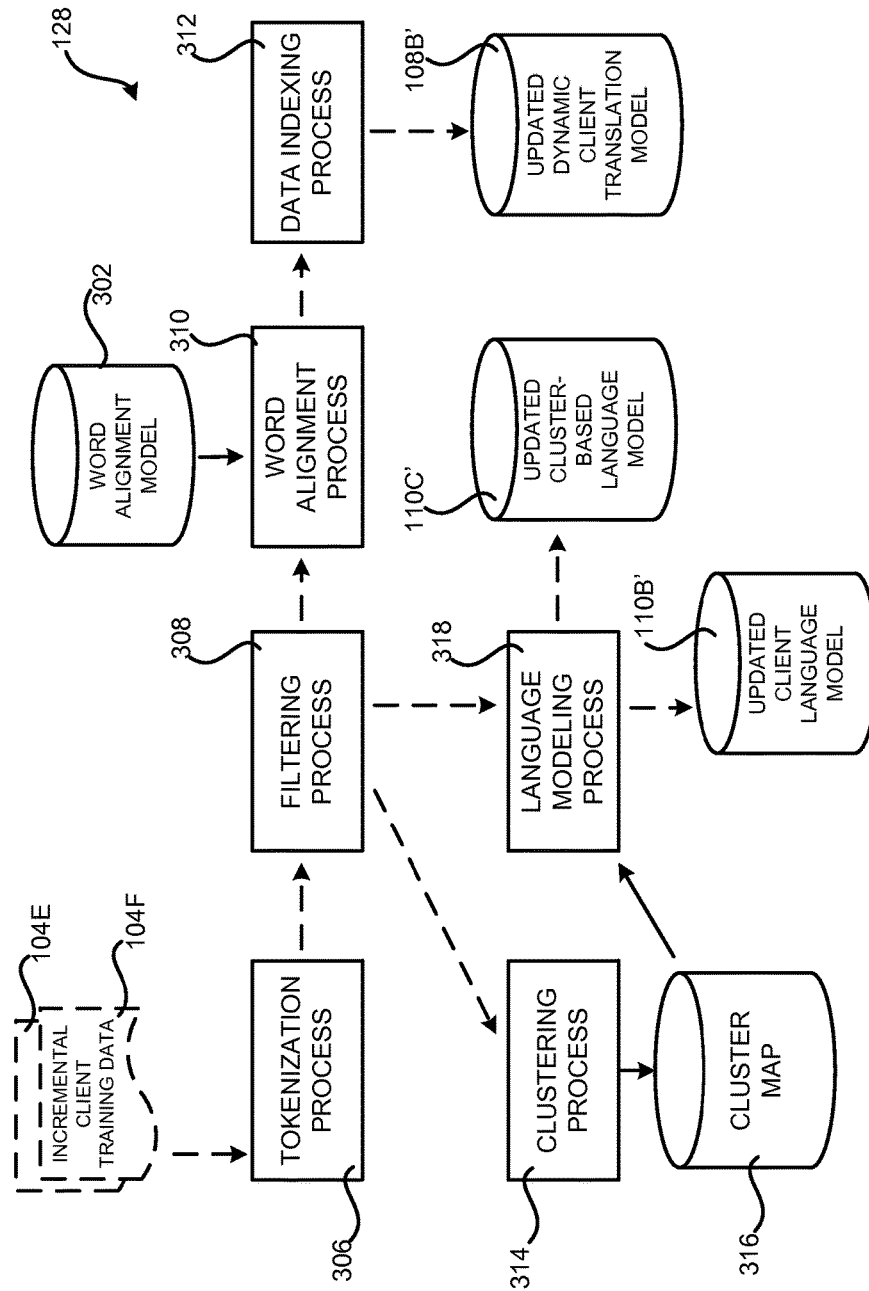 128
104E
INCREMENTAL
CLIENT
TRAINING DATA
104F
WORD
ALIGNMENT
MODEL
302
306
TOKENIZATION
PROCESS
308
FILTERING
PROCESS
310
WORD
ALIGNMENT
PROCESS
312
DATA INDEXING
PROCESS
314
CLUSTERING
PROCESS
318
LANGUAGE
MODELING
PROCESS
110C'
UPDATED
CLUSTER-
BASED
LANGUAGE
MODEL
108B'
UPDATED
DYNAMIC
CLIENT
TRANSLATION
MODEL
316
CLUSTER
MAP
110B'
UPDATED
CLIENT
LANGUAGE
MODEL